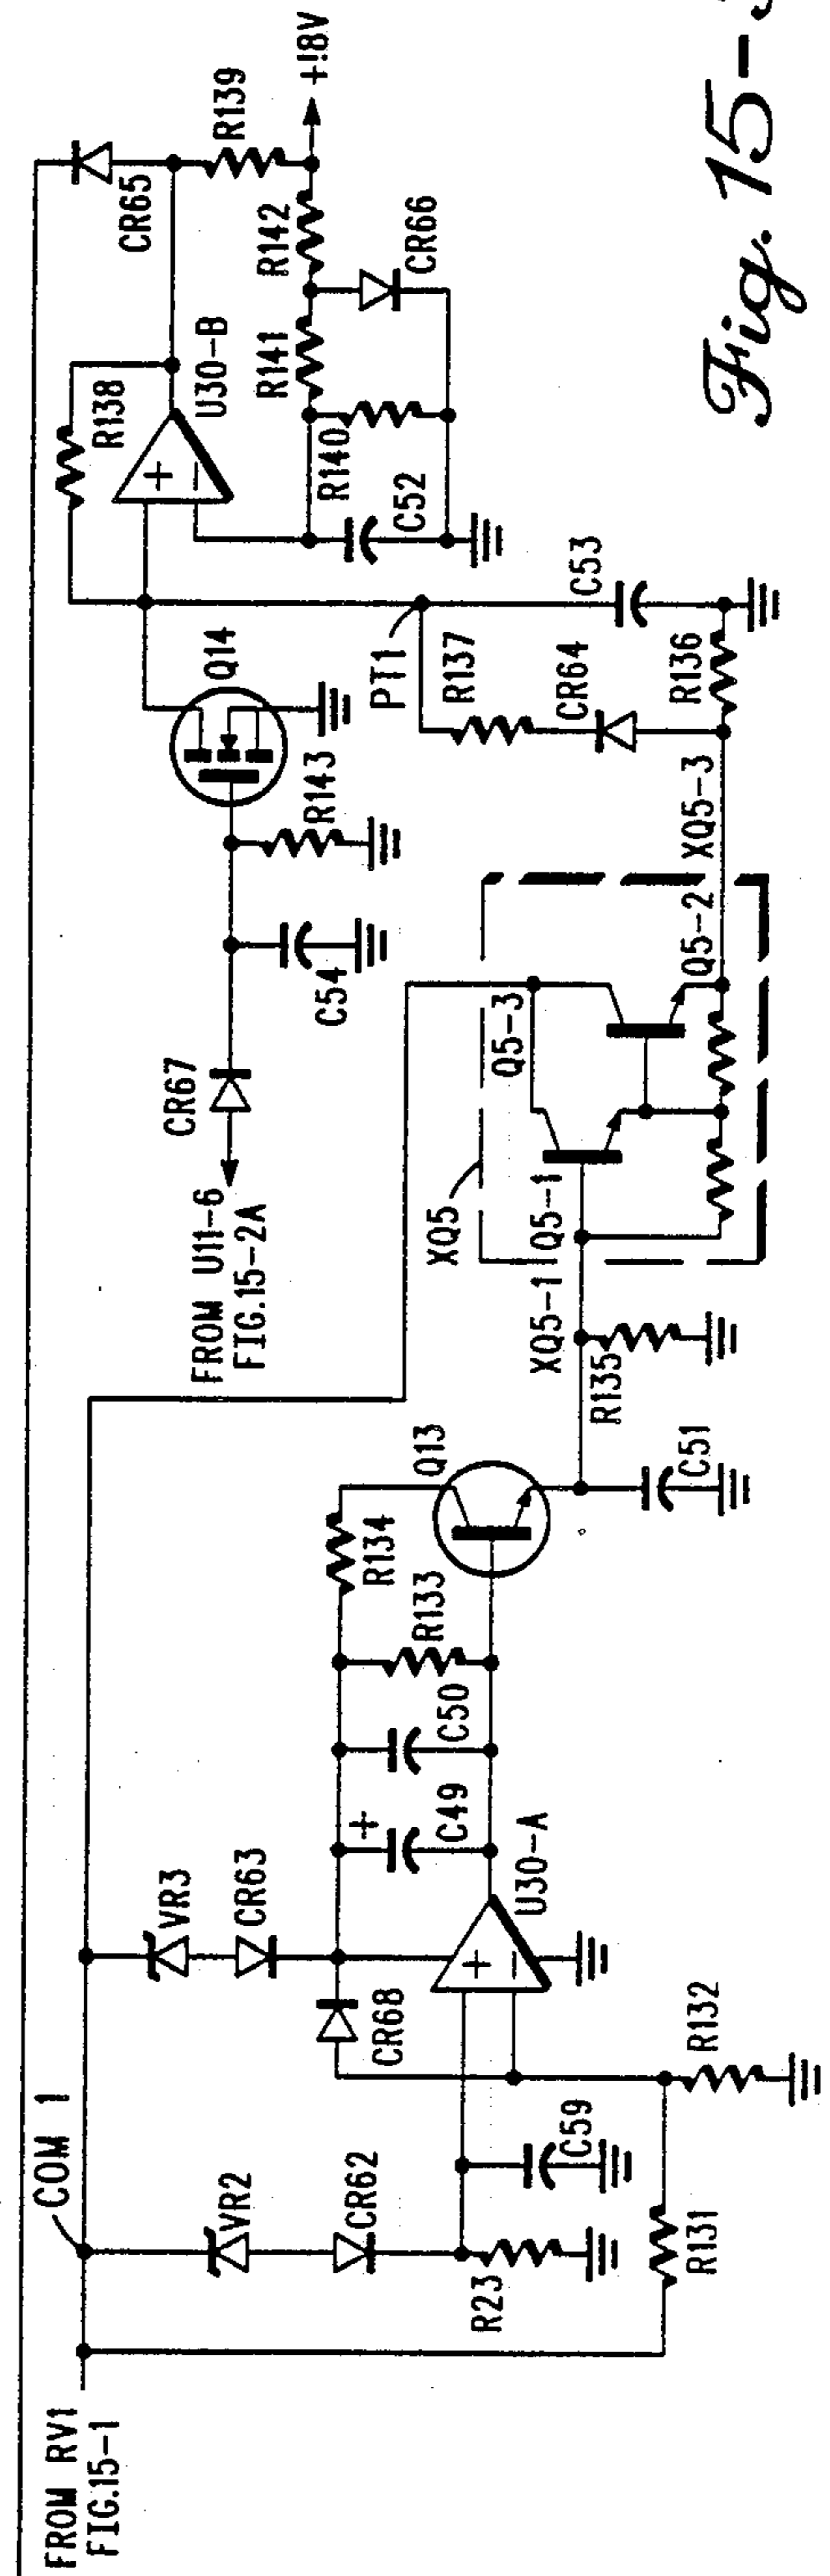 FROM RV1
FIG.15-1
COM 1
VR2
CR62
R23
C59
R131
R132
CR68
VR3
CR63
+
−
U30-A
+
C49
C50
R133
R134
Q13
C51
R135
XQ5-1
XQ5
Q5-1
Q5-3
Q5-2
XQ5-3
FROM U11-6
FIG.15-2A
CR67
C54
R143
Q14
PT1
R137
CR64
R136
C53
R138
+
−
U30-B
C52
R140
R141
R142
CR66
CR65
R139
+!8V
Fig. 15-